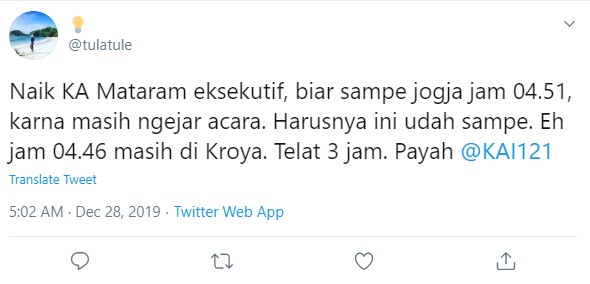 💡
@tulatule
Naik KA Mataram eksekutif, biar sampe jogja jam 04.51,
karna masih ngejar acara. Harusnya ini udah sampe. Eh
jam 04.46 masih di Kroya. Telat 3 jam. Payah @KAI121
Translate Tweet
5:02 AM · Dec 28, 2019 · Twitter Web App